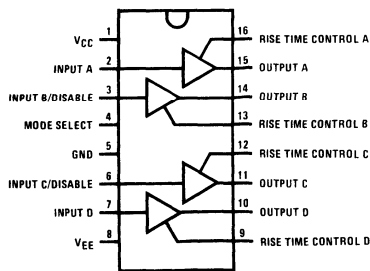 VCC 1 16 RISE TIME CONTROL A
INPUT A 2 15 OUTPUT A
INPUT B/DISABLE 3 14 OUTPUT B
MODE SELECT 4 13 RISE TIME CONTROL B
GND 5 12 RISE TIME CONTROL C
INPUT C/DISABLE 6 11 OUTPUT C
INPUT D 7 10 OUTPUT D
VEE 8 9 RISE TIME CONTROL D